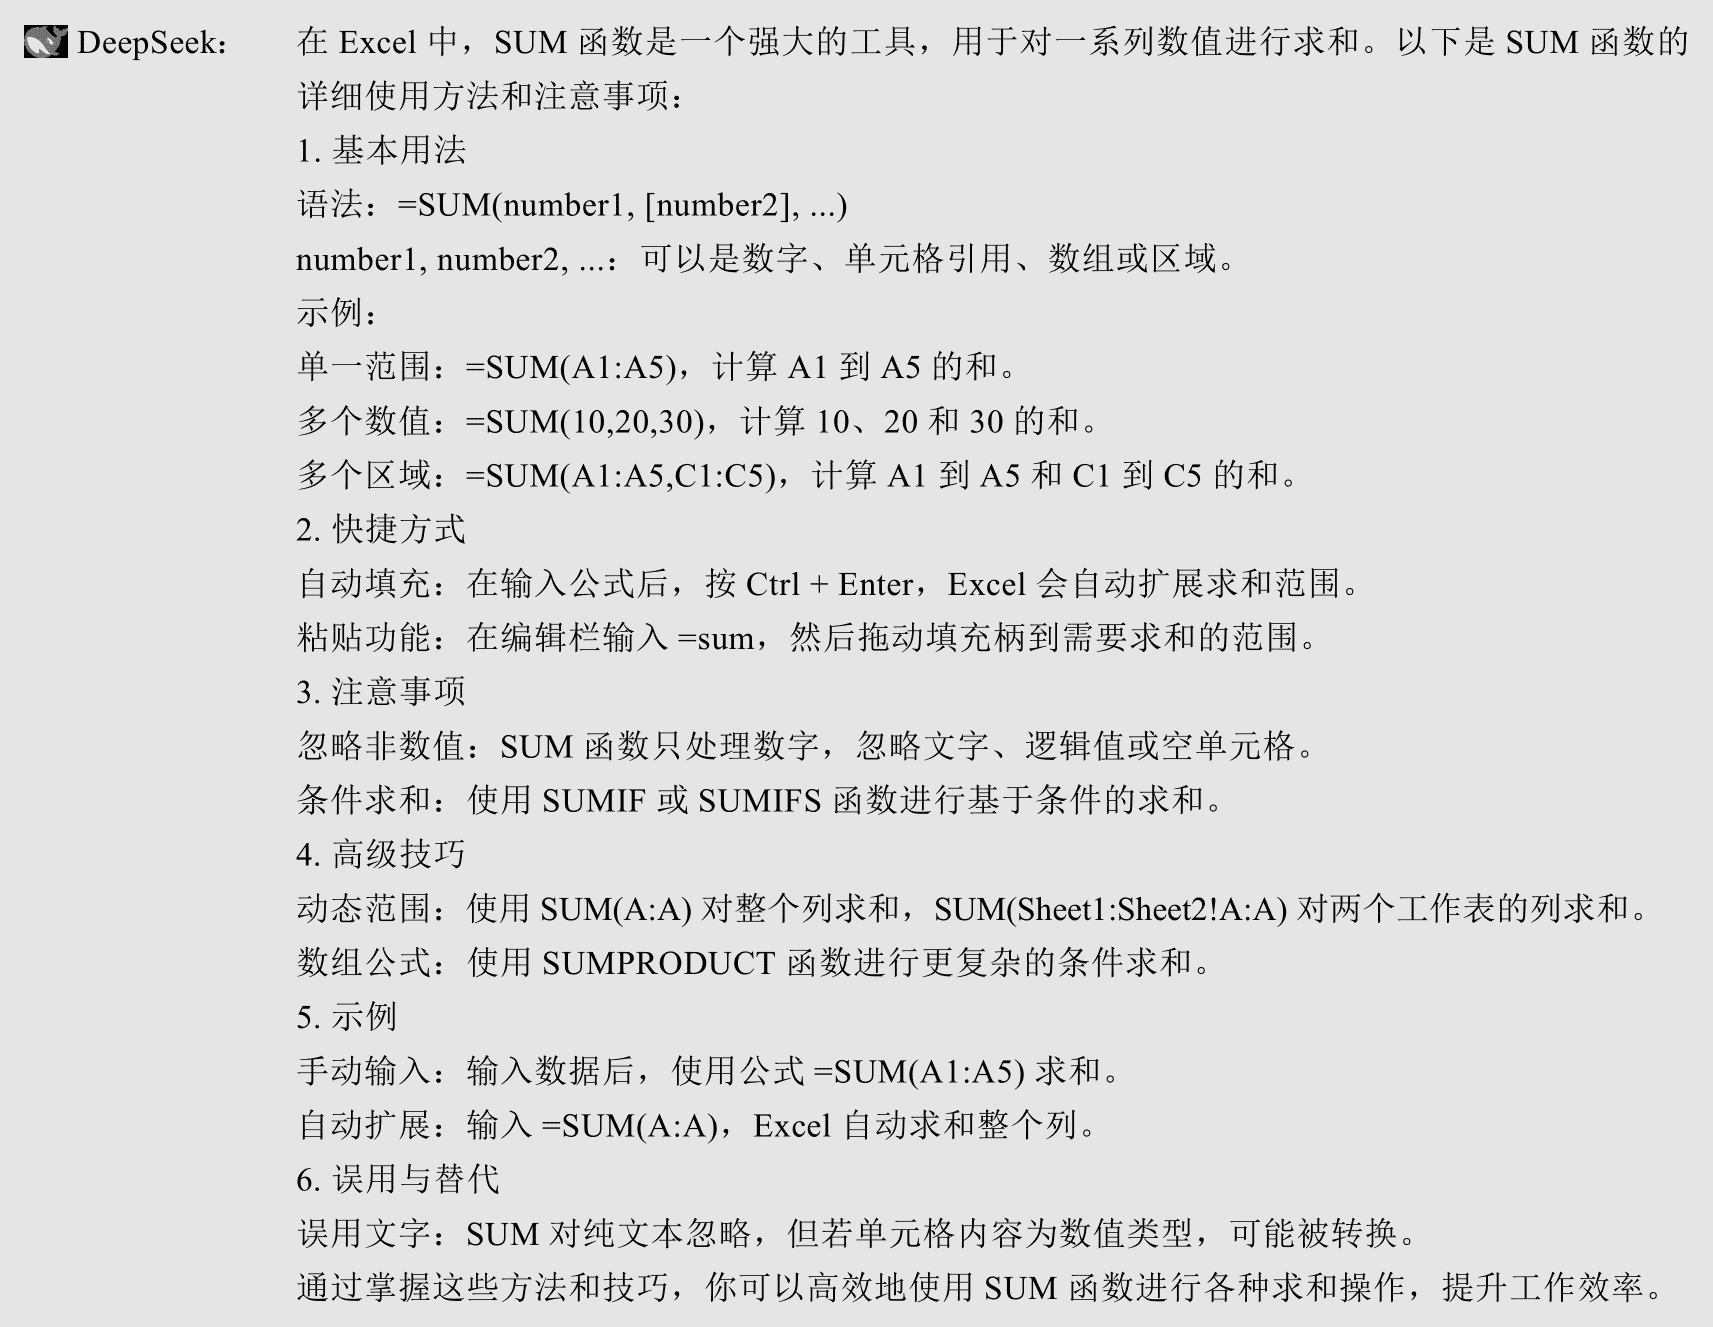 DeepSeek： 在 Excel 中，SUM 函数是一个强大的工具，用于对一系列数值进行求和。以下是 SUM 函数的
详细使用方法和注意事项：
1. 基本用法
语法：=SUM(number1, [number2], ...)
number1, number2, ...：可以是数字、单元格引用、数组或区域。
示例：
单一范围：=SUM(A1:A5)，计算 A1 到 A5 的和。
多个数值：=SUM(10,20,30)，计算 10、20 和 30 的和。
多个区域：=SUM(A1:A5,C1:C5)，计算 A1 到 A5 和 C1 到 C5 的和。
2. 快捷方式
自动填充：在输入公式后，按 Ctrl + Enter，Excel 会自动扩展求和范围。
粘贴功能：在编辑栏输入 =sum，然后拖动填充柄到需要求和的范围。
3. 注意事项
忽略非数值：SUM 函数只处理数字，忽略文字、逻辑值或空单元格。
条件求和：使用 SUMIF 或 SUMIFS 函数进行基于条件的求和。
4. 高级技巧
动态范围：使用 SUM(A:A) 对整个列求和，SUM(Sheet1:Sheet2!A:A) 对两个工作表的列求和。
数组公式：使用 SUMPRODUCT 函数进行更复杂的条件求和。
5. 示例
手动输入：输入数据后，使用公式 =SUM(A1:A5) 求和。
自动扩展：输入 =SUM(A:A)，Excel 自动求和整个列。
6. 误用与替代
误用文字：SUM 对纯文本忽略，但若单元格内容为数值类型，可能被转换。
通过掌握这些方法和技巧，你可以高效地使用 SUM 函数进行各种求和操作，提升工作效率。